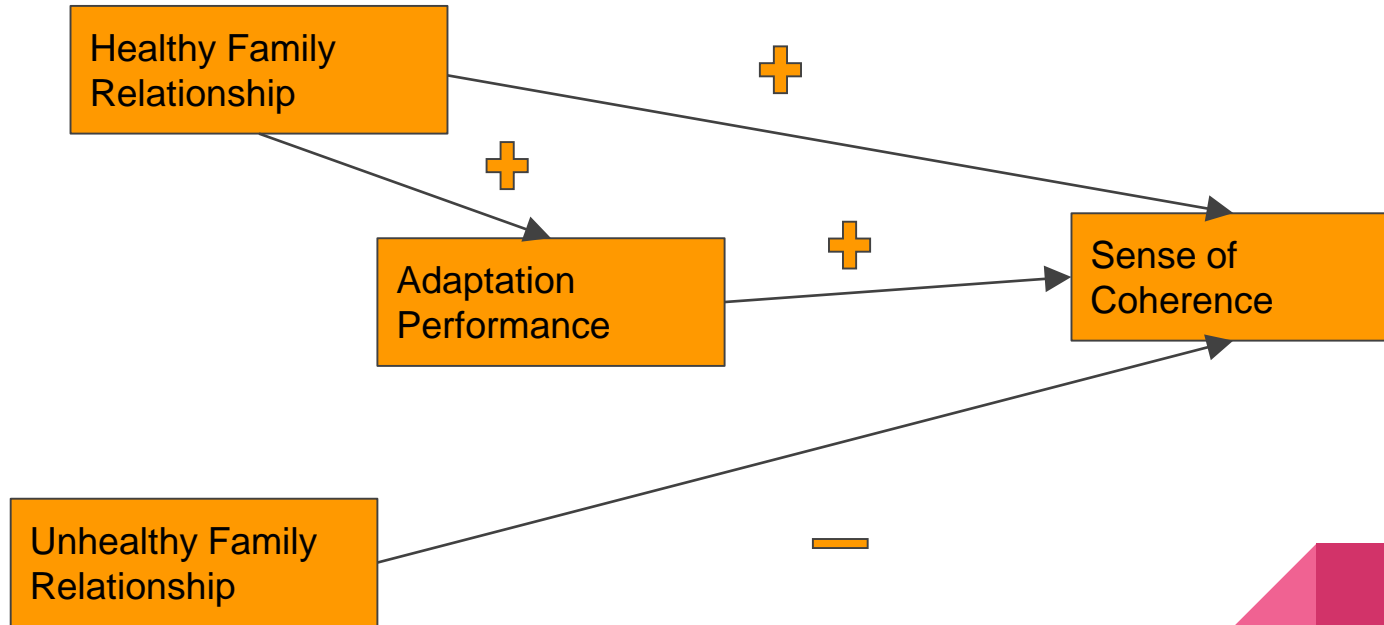 Healthy Family
Relationship
Adaptation
Performance
Sense of
Coherence
Unhealthy Family
Relationship